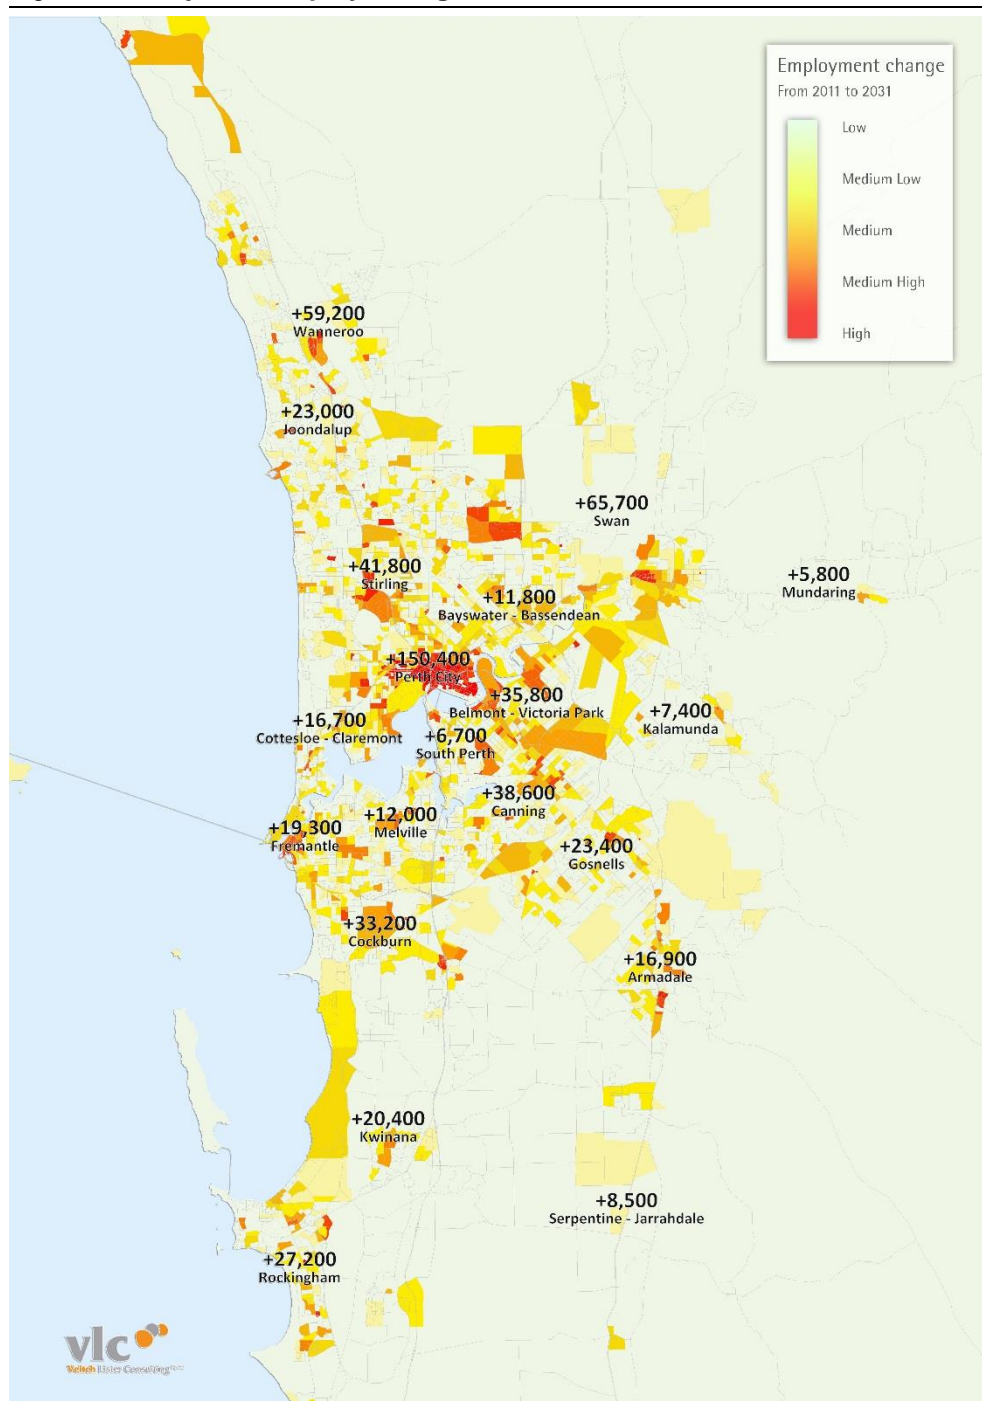 Employment change
From 2011 to 2031
Low
Medium Low
Medium
Medium High
High
+59,200
Wanneroo
+23,000
Joondalup
+65,700
Swan
+41,800
Stirling
+5,800
Mundaring
+11,800
Bayswater - Bassendean
+150,400
Perth City
+35,800
Belmont - Victoria Park
+7,400
Kalamunda
+16,700
Cottesloe - Claremont
+6,700
South Perth
+38,600
Canning
+12,000
Melville
+19,300
Fremantle
+23,400
Gosnells
+33,200
Cockburn
+16,900
Armadale
+20,400
Kwinana
+8,500
Serpentine - Jarrahdale
+27,200
Rockingham
vlc
Veitch Lister Consulting